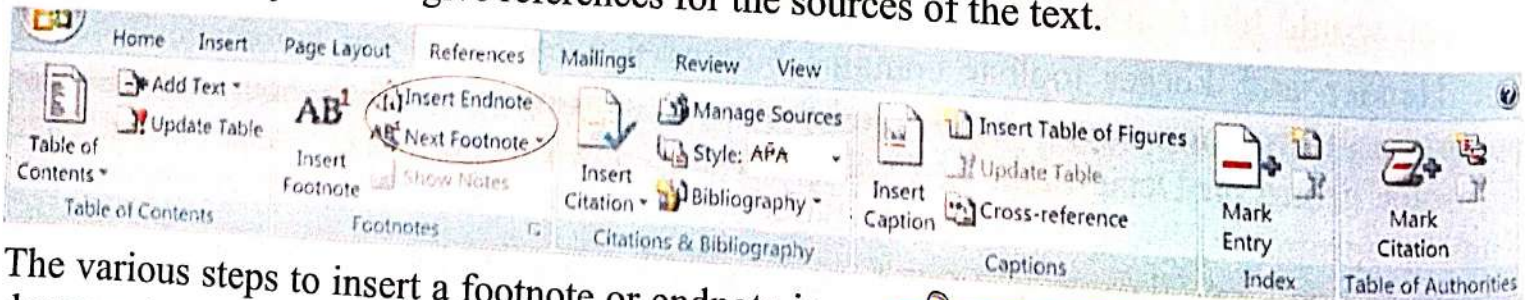 give references for the sources of the text.
Home Insert Page Layout References Mailings Review View
Table of Contents
Add Text
Update Table
Table of Contents
AB1
Insert Footnote
Insert Endnote
AB1 Next Footnote
Show Notes
Footnotes
Insert Citation
Manage Sources
Style: APA
Bibliography
Citations & Bibliography
Insert Caption
Insert Table of Figures
Update Table
Cross-reference
Captions
Mark Entry
Index
Mark Citation
Table of Authorities
The various steps to insert a footnote or